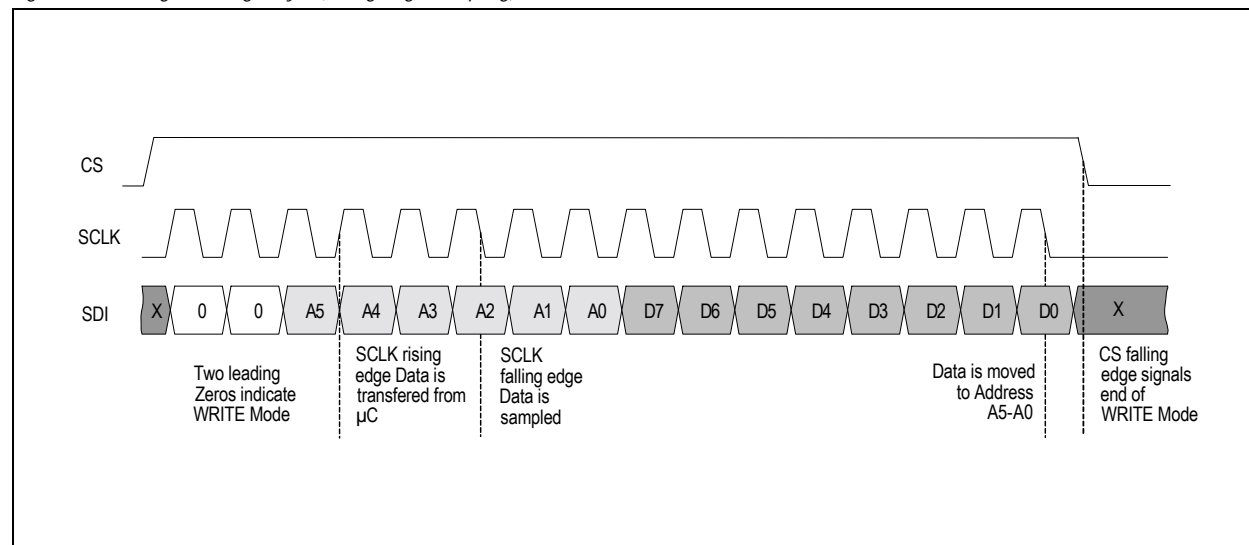 CS
SCLK
SDI
X 0 0 A5 A4 A3 A2 A1 A0 D7 D6 D5 D4 D3 D2 D1 D0 X
Two leading
Zeros indicate
WRITE Mode
SCLK rising
edge Data is
transfered from
µC
SCLK
falling edge
Data is
sampled
Data is moved
to Address
A5-A0
CS falling
edge signals
end of
WRITE Mode